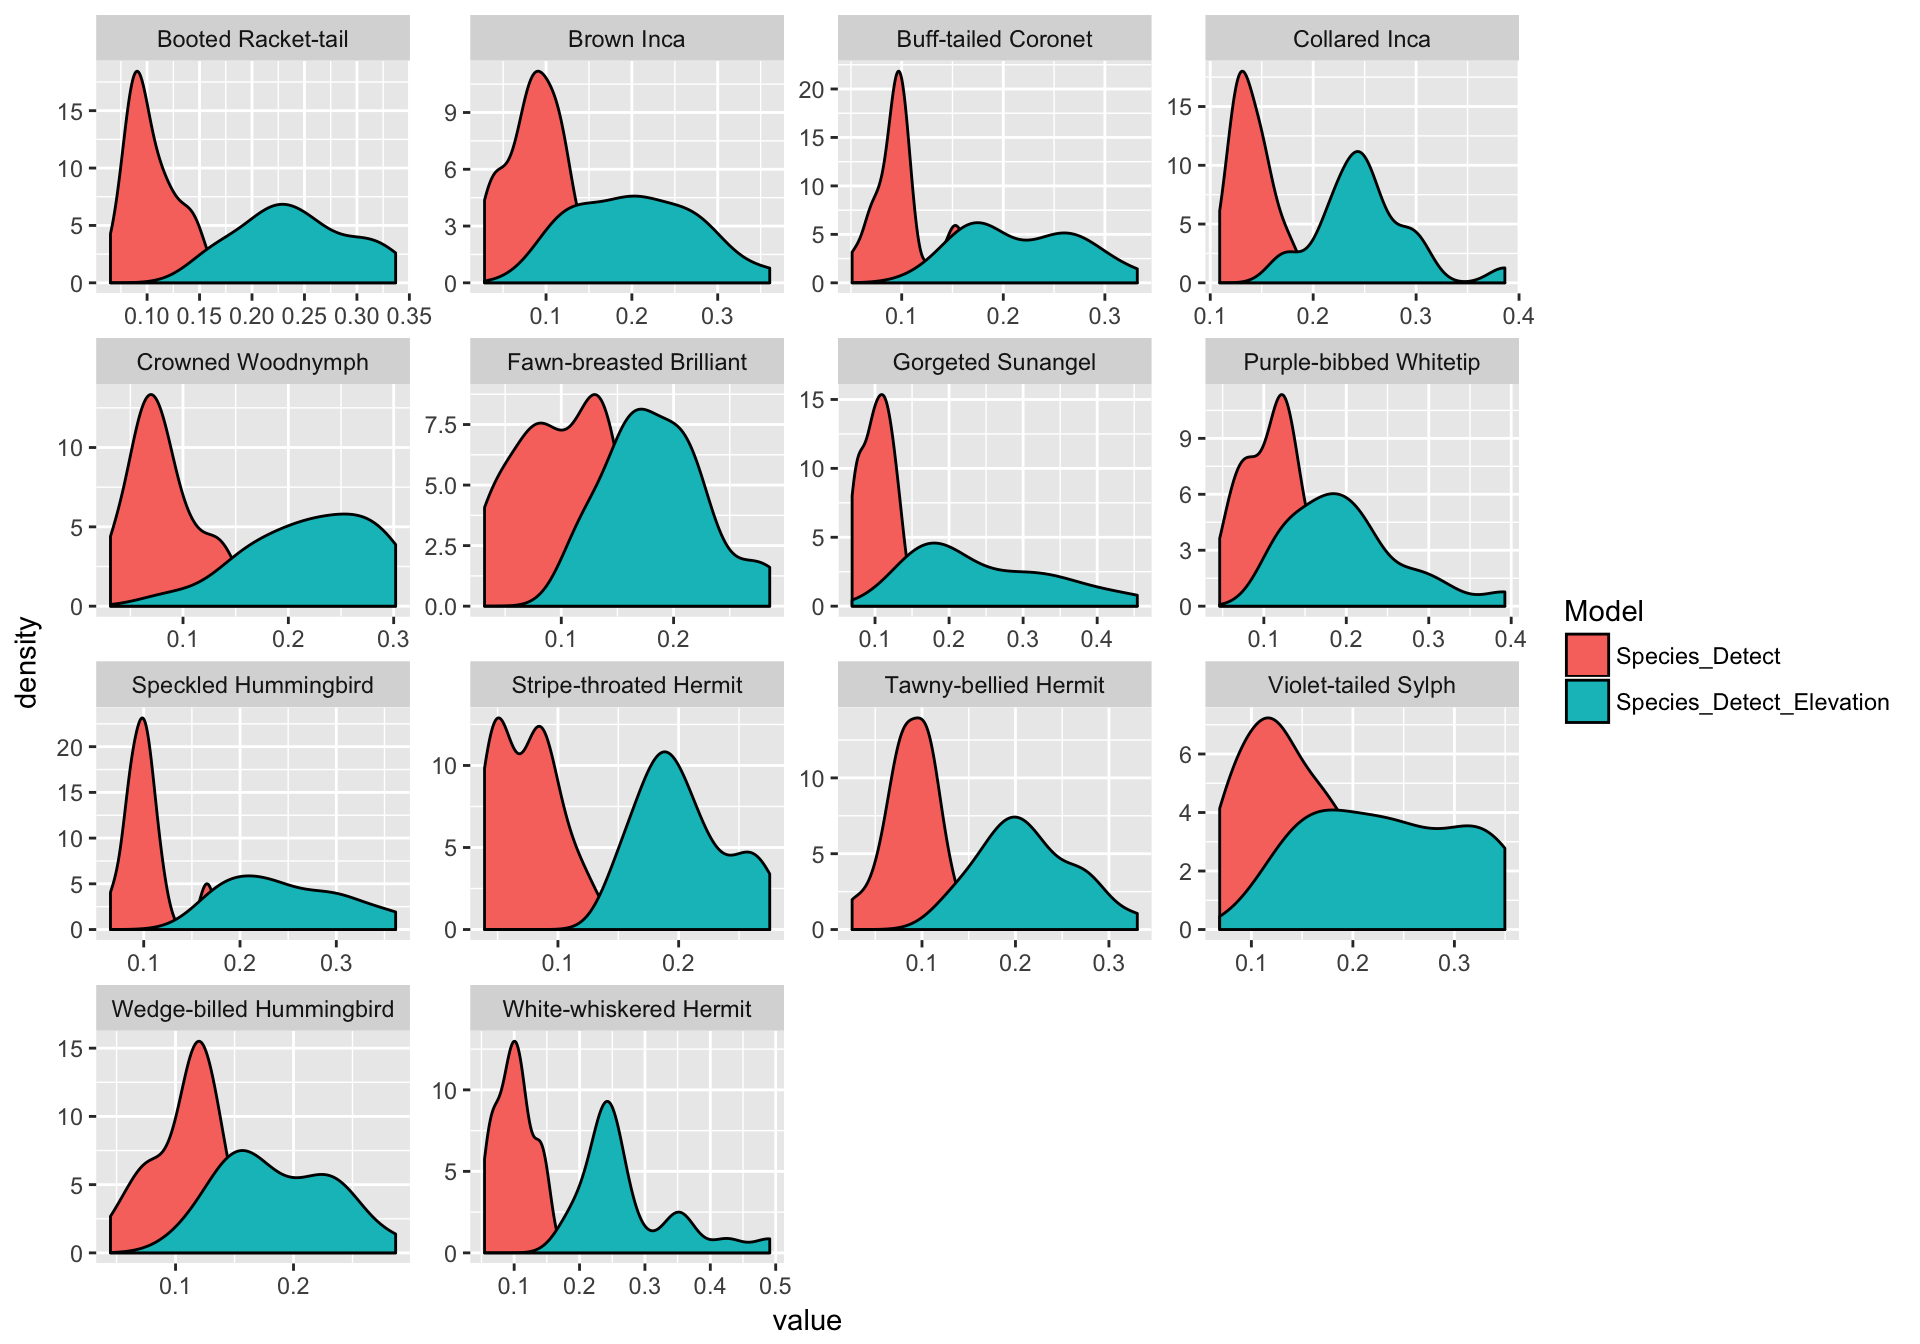 Booted Racket-tail
Brown Inca
Buff-tailed Coronet
Collared Inca
15
10
5
0
0.10 0.15 0.20 0.25 0.30 0.35
9
6
3
0
0.1 0.2 0.3
20
15
10
5
0
0.1 0.2 0.3
15
10
5
0
0.1 0.2 0.3 0.4
Crowned Woodnymph
Fawn-breasted Brilliant
Gorgeted Sunangel
Purple-bibbed Whitetip
10
5
0
0.1 0.2 0.3
7.5
5.0
2.5
0.0
0.1 0.2
15
10
5
0
0.1 0.2 0.3 0.4
9
6
3
0
0.1 0.2 0.3 0.4
Speckled Hummingbird
Stripe-throated Hermit
Tawny-bellied Hermit
Violet-tailed Sylph
20
15
10
5
0
0.1 0.2 0.3
10
5
0
0.1 0.2
10
5
0
0.1 0.2 0.3
6
4
2
0
0.1 0.2 0.3
Wedge-billed Hummingbird
White-whiskered Hermit
15
10
5
0
0.1 0.2
10
5
0
0.1 0.2 0.3 0.4 0.5
density
value
Model
Species_Detect
Species_Detect_Elevation